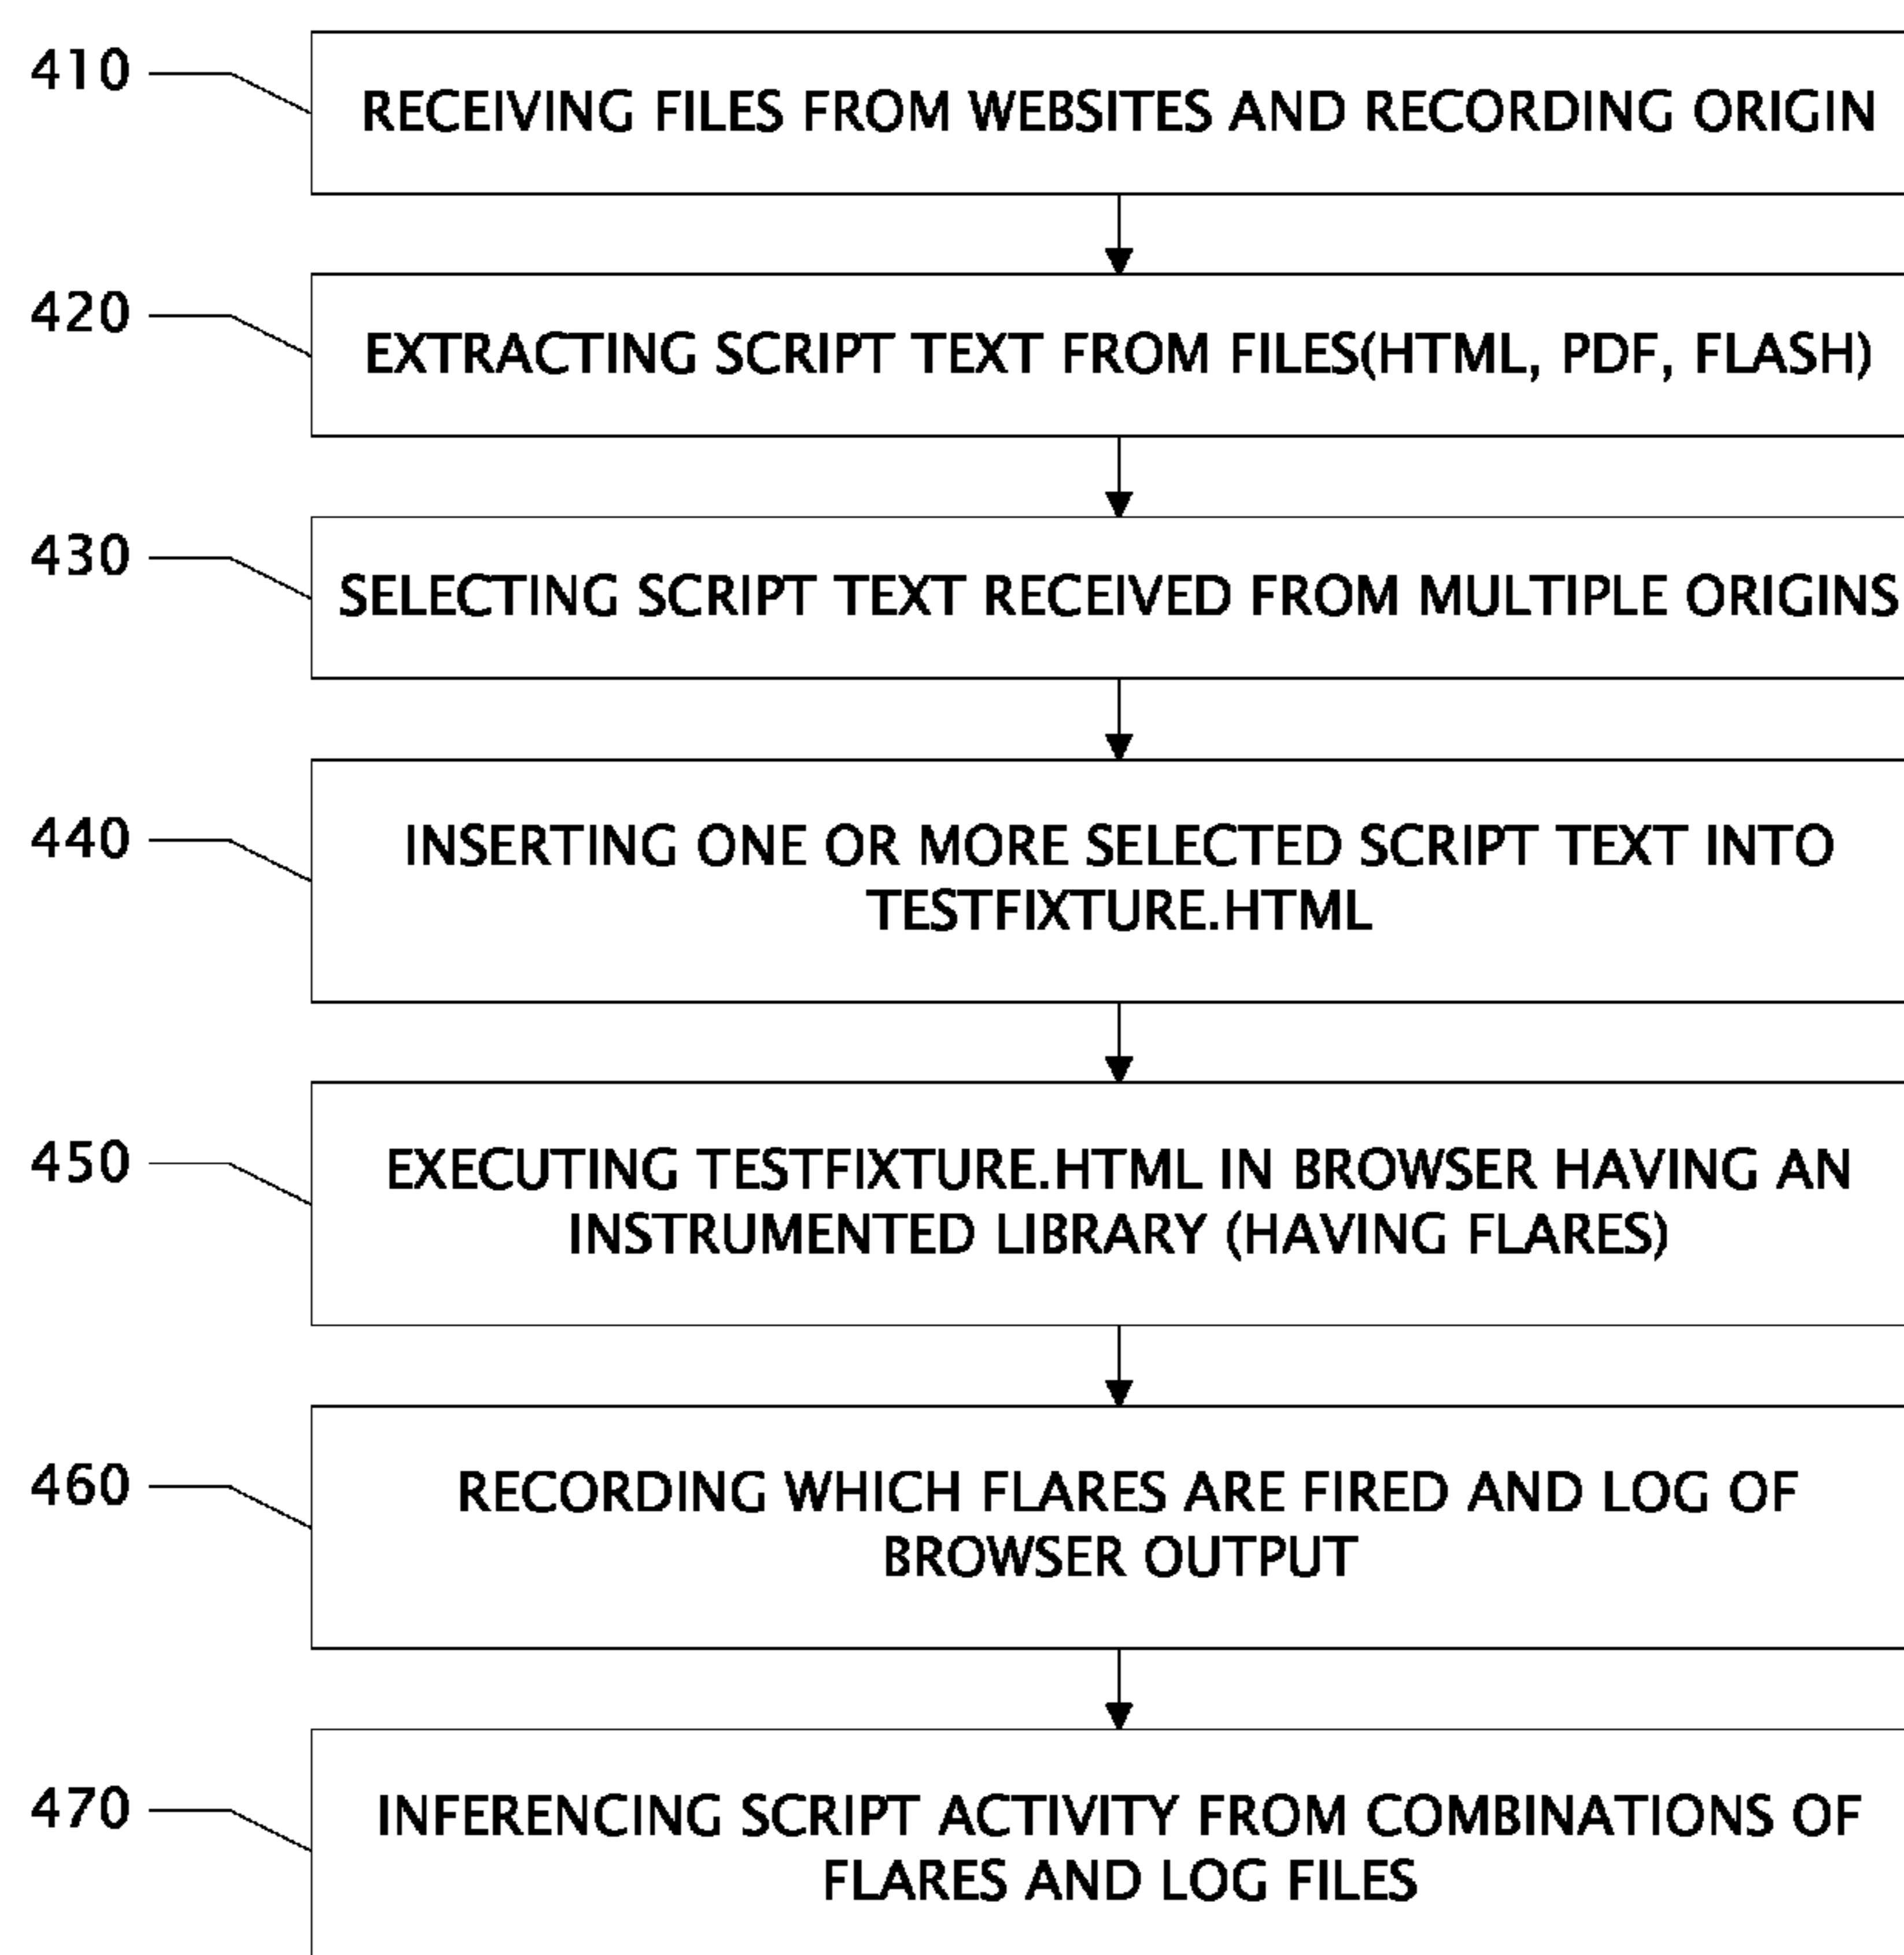 410
RECEIVING FILES FROM WEBSITES AND RECORDING ORIGIN
420
EXTRACTING SCRIPT TEXT FROM FILES(HTML, PDF, FLASH)
430
SELECTING SCRIPT TEXT RECEIVED FROM MULTIPLE ORIGINS
440
INSERTING ONE OR MORE SELECTED SCRIPT TEXT INTO
TESTFIXTURE.HTML
450
EXECUTING TESTFIXTURE.HTML IN BROWSER HAVING AN
INSTRUMENTED LIBRARY (HAVING FLARES)
460
RECORDING WHICH FLARES ARE FIRED AND LOG OF
BROWSER OUTPUT
470
INFERENCING SCRIPT ACTIVITY FROM COMBINATIONS OF
FLARES AND LOG FILES